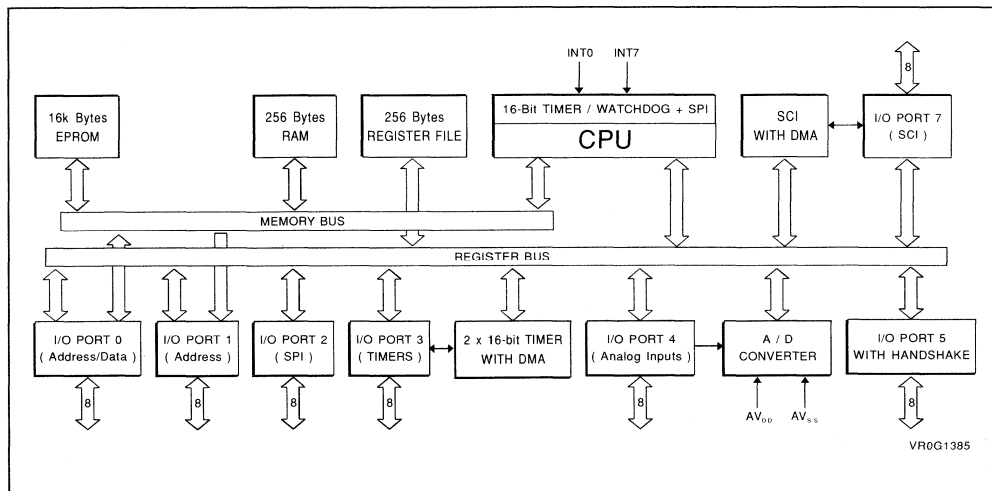 INT0 INT7
8
16k Bytes
EPROM
256 Bytes
RAM
256 Bytes
REGISTER FILE
16-Bit TIMER / WATCHDOG + SPI
CPU
SCI
WITH DMA
I/O PORT 7
( SCI )
MEMORY BUS
REGISTER BUS
I/O PORT 0
( Address/Data )
I/O PORT 1
( Address )
I/O PORT 2
( SPI )
I/O PORT 3
( TIMERS )
2 x 16-bit TIMER
WITH DMA
I/O PORT 4
( Analog Inputs )
A / D
CONVERTER
I/O PORT 5
WITH HANDSHAKE
8 8 8 8 8 8
AVDD AVSS
VR0G1385